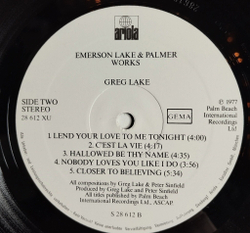 ariola
EMERSON LAKE & PALMER
WORKS
GREG LAKE
SIDE TWO
STEREO
28 612 XU
GEMA
℗ 1977
Palm Beach
International
Recordings
Ltd.
1 LEND YOUR LOVE TO ME TONIGHT (4:00)
2. C'EST LA VIE (4:17)
3. HALLOWED BE THY NAME (4:35)
4. NOBODY LOVES YOU LIKE I DO (3:56)
5. CLOSER TO BELIEVING (5:34)
All compositions by Greg Lake & Peter Sinfield
Produced by Greg Lake and Peter Sinfield
All titles published by Palm Beach
International Recordings Ltd., ASCAP.
S 28 612 B